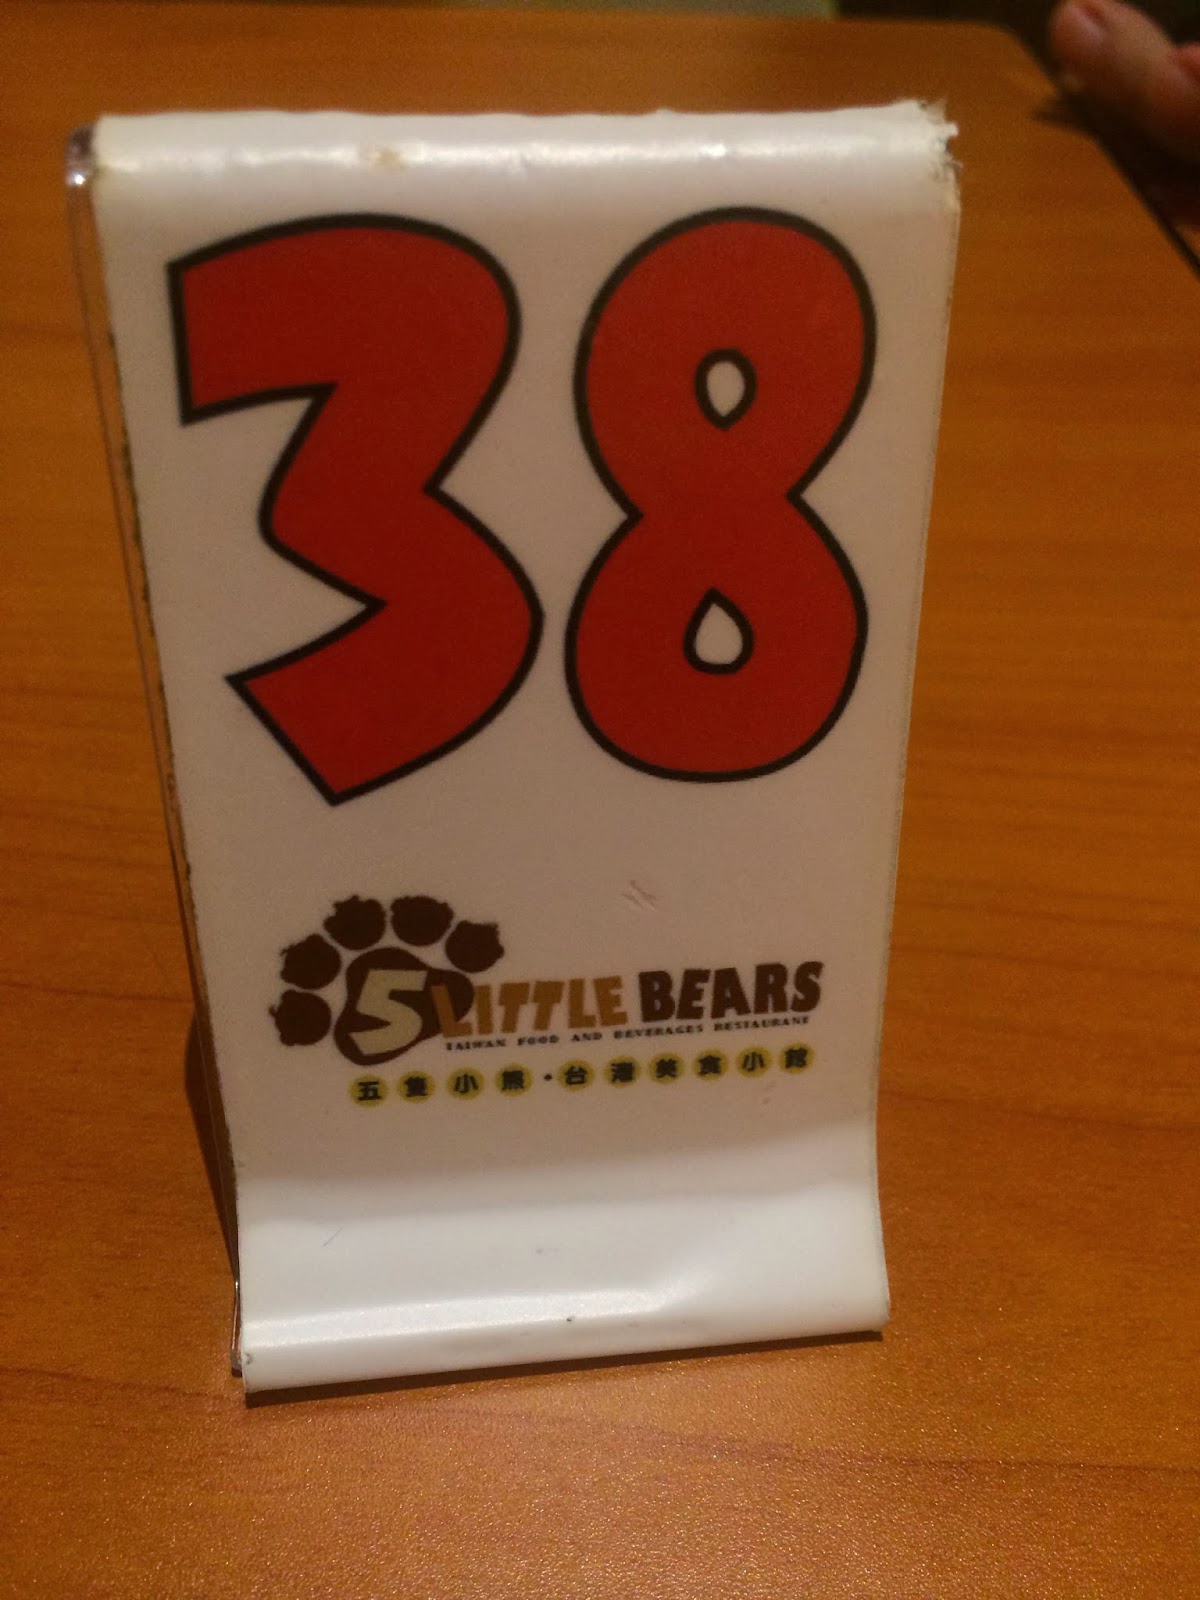 38
5 LITTLE BEARS
TAIWAN FOOD AND BEVERAGES RESTAURANT
五隻小熊·台灣美食小館